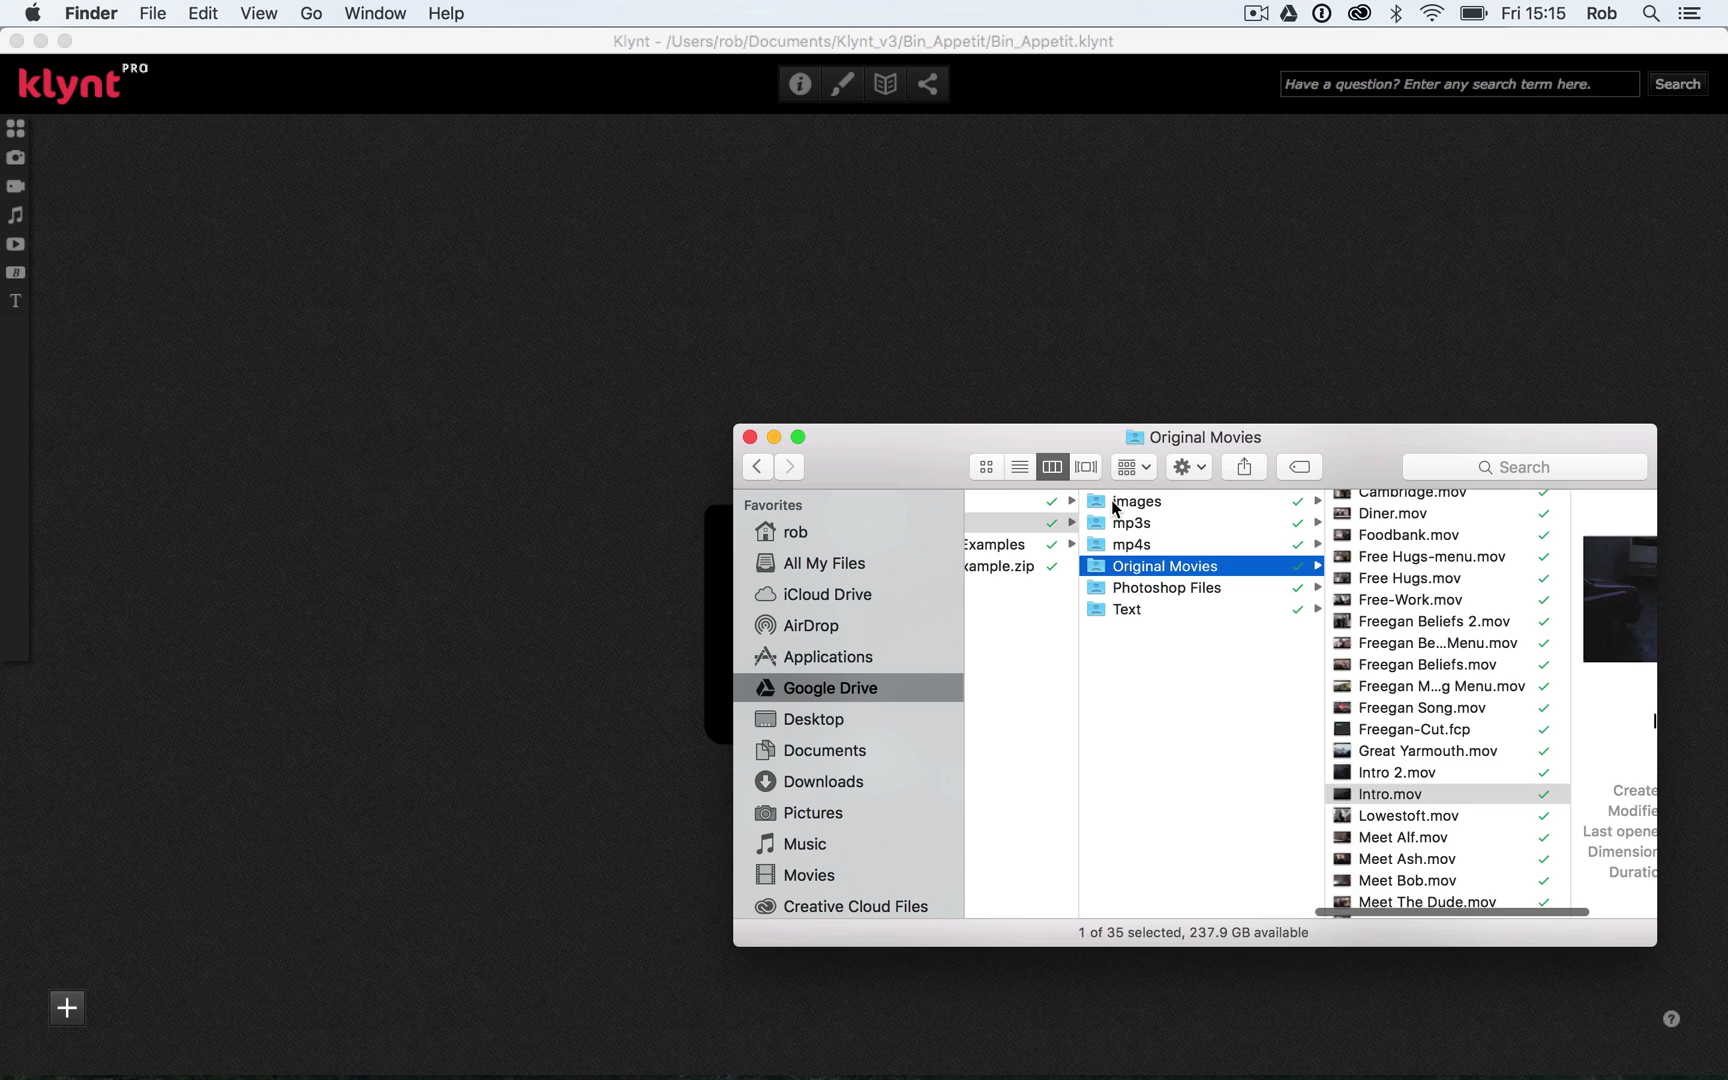 Finder File Edit View Go Window Help Fri 15:15 Rob
Klynt - /Users/rob/Documents/Klynt_v3/Bin_Appetit/Bin_Appetit.klynt
klynt PRO
Have a question? Enter any search term here. Search
B
T
Original Movies
Search
Favorites
rob
All My Files
iCloud Drive
AirDrop
Applications
Google Drive
Desktop
Documents
Downloads
Pictures
Music
Movies
Creative Cloud Files
Examples
xample.zip
images
mp3s
mp4s
Original Movies
Photoshop Files
Text
Cambridge.mov
Diner.mov
Foodbank.mov
Free Hugs-menu.mov
Free Hugs.mov
Free-Work.mov
Freegan Beliefs 2.mov
Freegan Be...Menu.mov
Freegan Beliefs.mov
Freegan M...g Menu.mov
Freegan Song.mov
Freegan-Cut.fcp
Great Yarmouth.mov
Intro 2.mov
Intro.mov
Lowestoft.mov
Meet Alf.mov
Meet Ash.mov
Meet Bob.mov
Meet The Dude.mov
Create
Modifie
Last opene
Dimension
Duratio
1 of 35 selected, 237.9 GB available